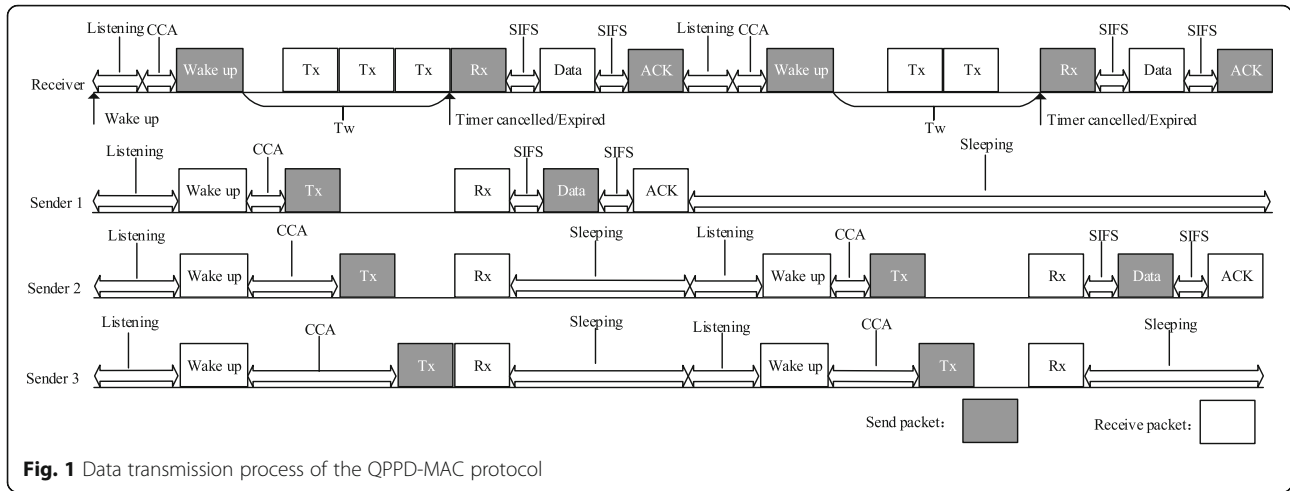 Listening CCA SIFS SIFS Listening CCA SIFS SIFS
Receiver Wake up Tx Tx Tx Rx Data ACK Wake up Tx Tx Rx Data ACK
Wake up Tw Timer cancelled/Expired Tw Timer cancelled/Expired
Listening CCA SIFS SIFS Sleeping
Sender 1 Wake up Tx Rx Data ACK
Listening CCA Sleeping Listening CCA SIFS SIFS
Sender 2 Wake up Tx Rx Wake up Tx Rx Data ACK
Listening CCA Sleeping Listening CCA Sleeping
Sender 3 Wake up Tx Rx Wake up Tx Rx
Send packet: Receive packet:
Fig. 1 Data transmission process of the QPPD-MAC protocol